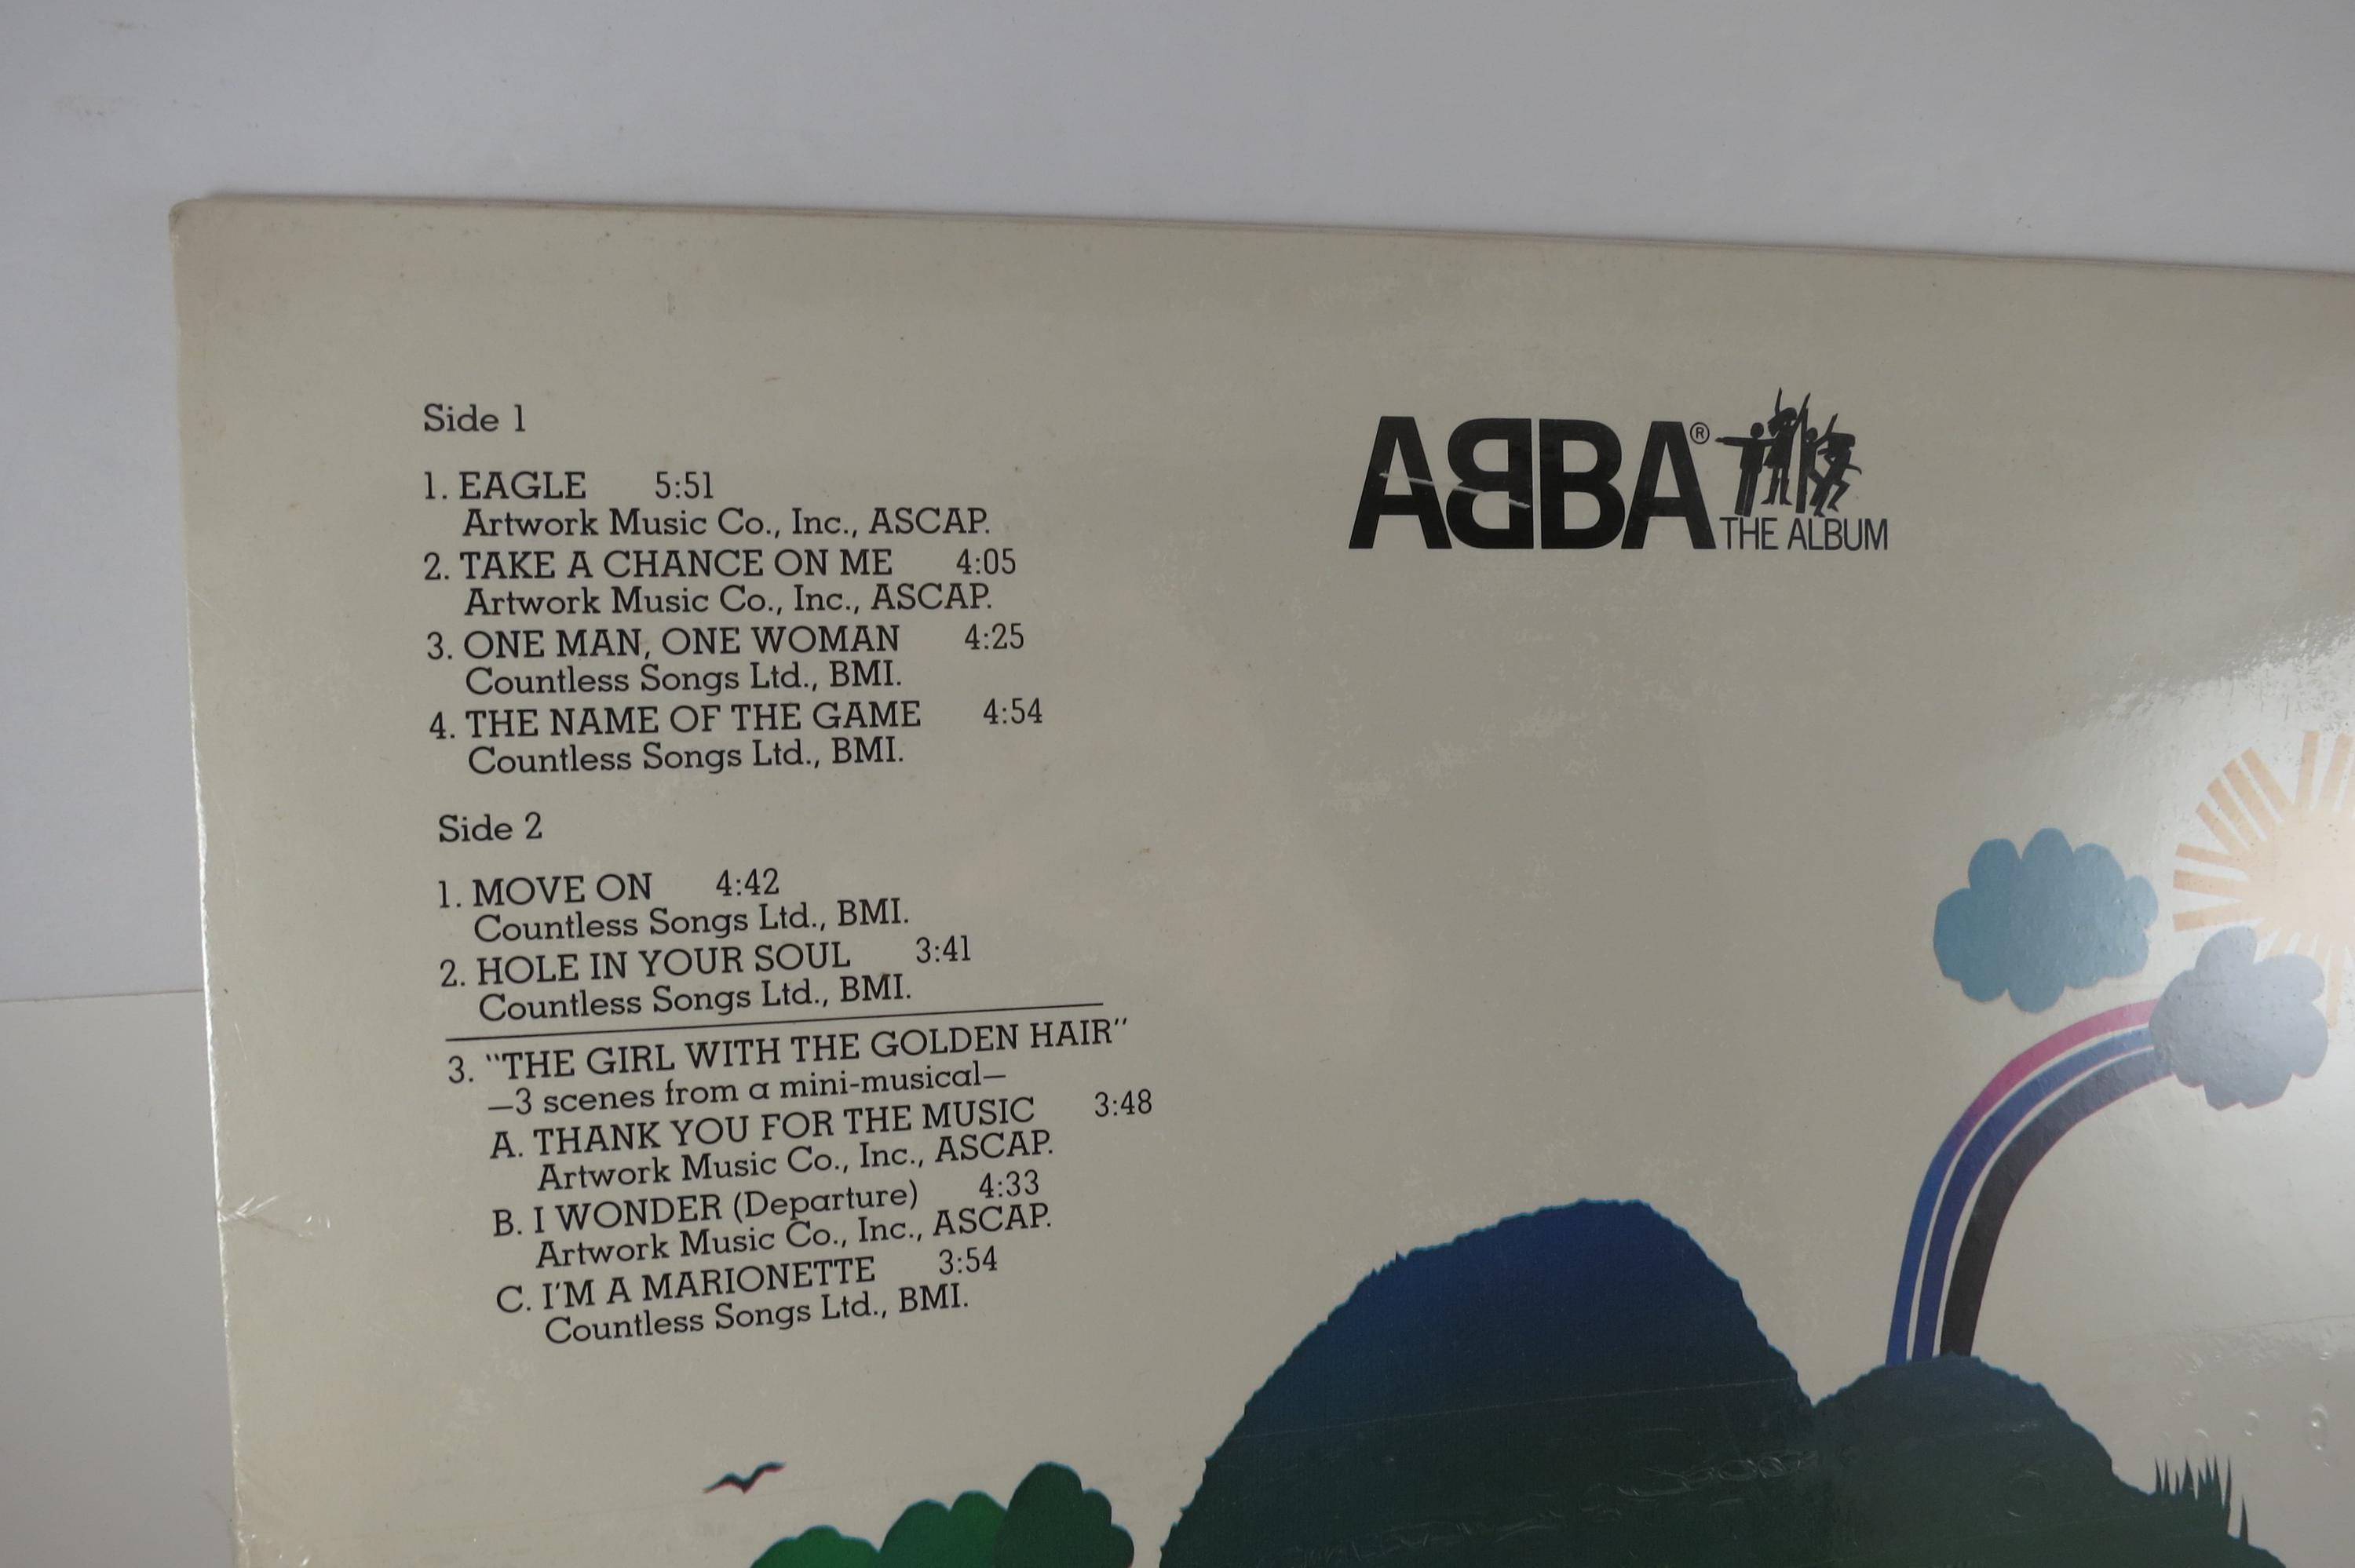 Side 1
1. EAGLE 5:51
Artwork Music Co., Inc., ASCAP.
2. TAKE A CHANCE ON ME 4:05
Artwork Music Co., Inc., ASCAP.
3. ONE MAN, ONE WOMAN 4:25
Countless Songs Ltd., BMI.
4. THE NAME OF THE GAME 4:54
Countless Songs Ltd., BMI.
Side 2
1. MOVE ON 4:42
Countless Songs Ltd., BMI.
2. HOLE IN YOUR SOUL 3:41
Countless Songs Ltd., BMI.
3. "THE GIRL WITH THE GOLDEN HAIR"
—3 scenes from a mini-musical—
A. THANK YOU FOR THE MUSIC 3:48
Artwork Music Co., Inc., ASCAP.
B. I WONDER (Departure) 4:33
Artwork Music Co., Inc., ASCAP.
C. I'M A MARIONETTE 3:54
Countless Songs Ltd., BMI.
ABBA®
THE ALBUM